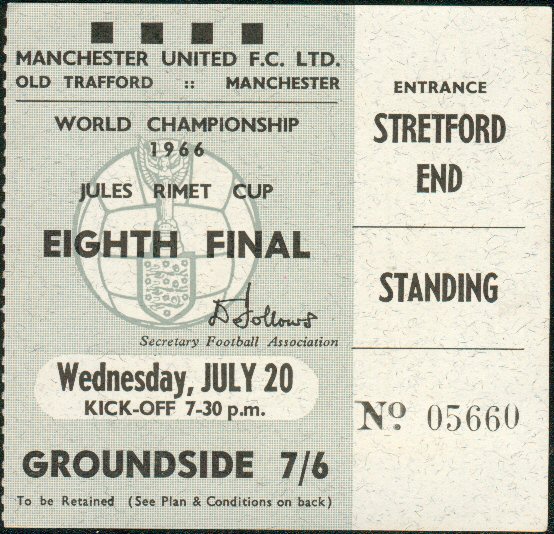 MANCHESTER UNITED F.C. LTD.
OLD TRAFFORD :: MANCHESTER
WORLD CHAMPIONSHIP
1966
JULES RIMET CUP
EIGHTH FINAL
D Follows
Secretary Football Association
Wednesday, JULY 20
KICK-OFF 7-30 p.m.
GROUNDSIDE 7/6
To be Retained (See Plan & Conditions on back)
ENTRANCE
STRETFORD
END
STANDING
Nº. 05660